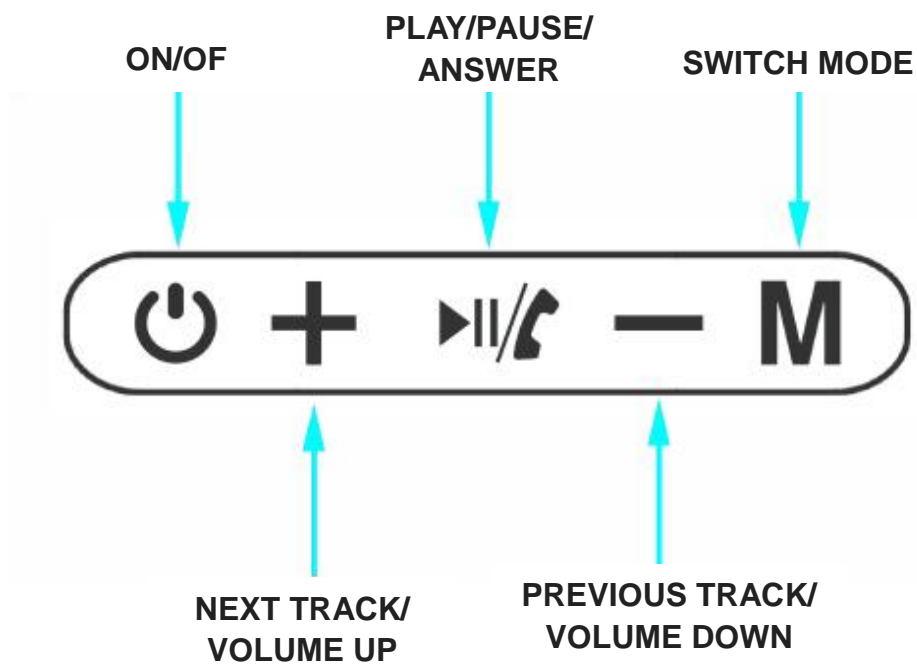 ON/OF
PLAY/PAUSE/
ANSWER
SWITCH MODE
M
NEXT TRACK/
VOLUME UP
PREVIOUS TRACK/
VOLUME DOWN